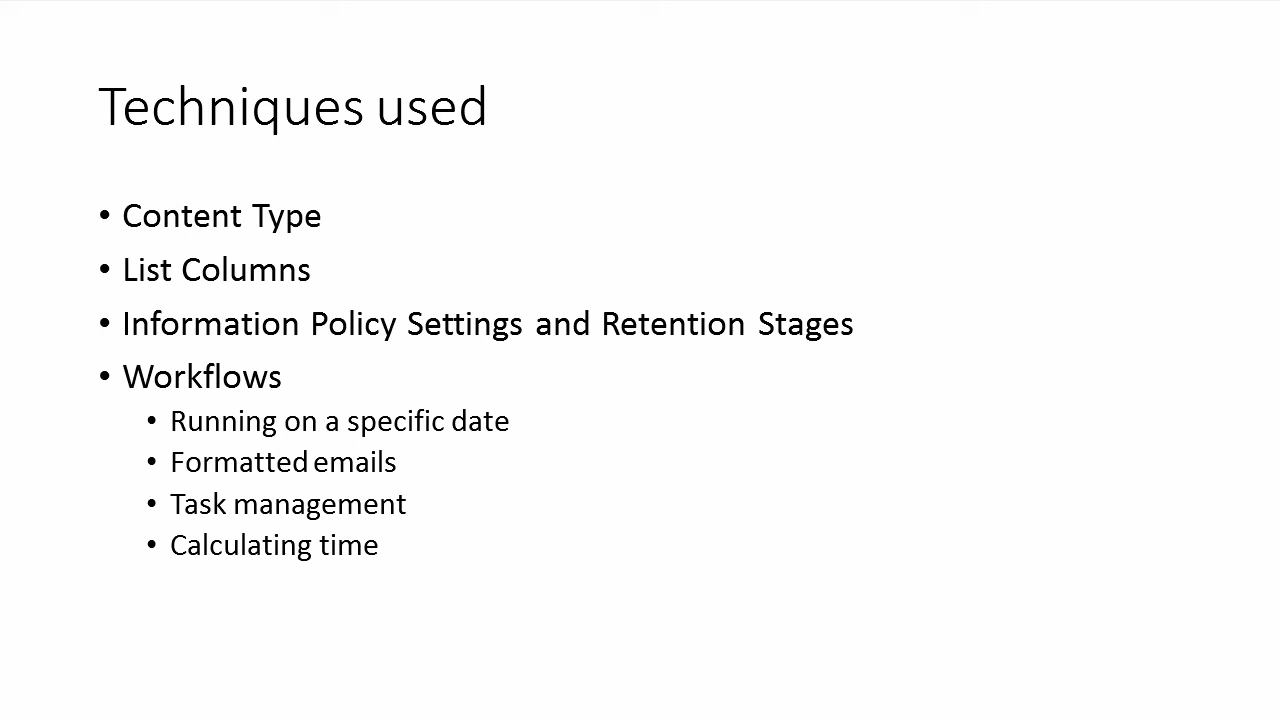 Techniques used
• Content Type
• List Columns
• Information Policy Settings and Retention Stages
• Workflows
• Running on a specific date
• Formatted emails
• Task management
• Calculating time